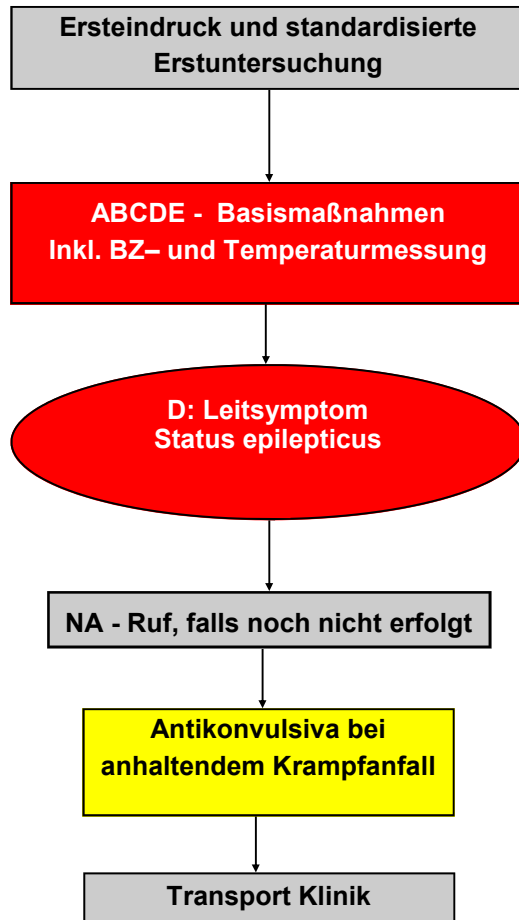 Ersteindruck und standardisierte
Erstuntersuchung
ABCDE - Basismaßnahmen
Inkl. BZ– und Temperaturmessung
D: Leitsymptom
Status epilepticus
NA - Ruf, falls noch nicht erfolgt
Antikonvulsiva bei
anhaltendem Krampfanfall
Transport Klinik